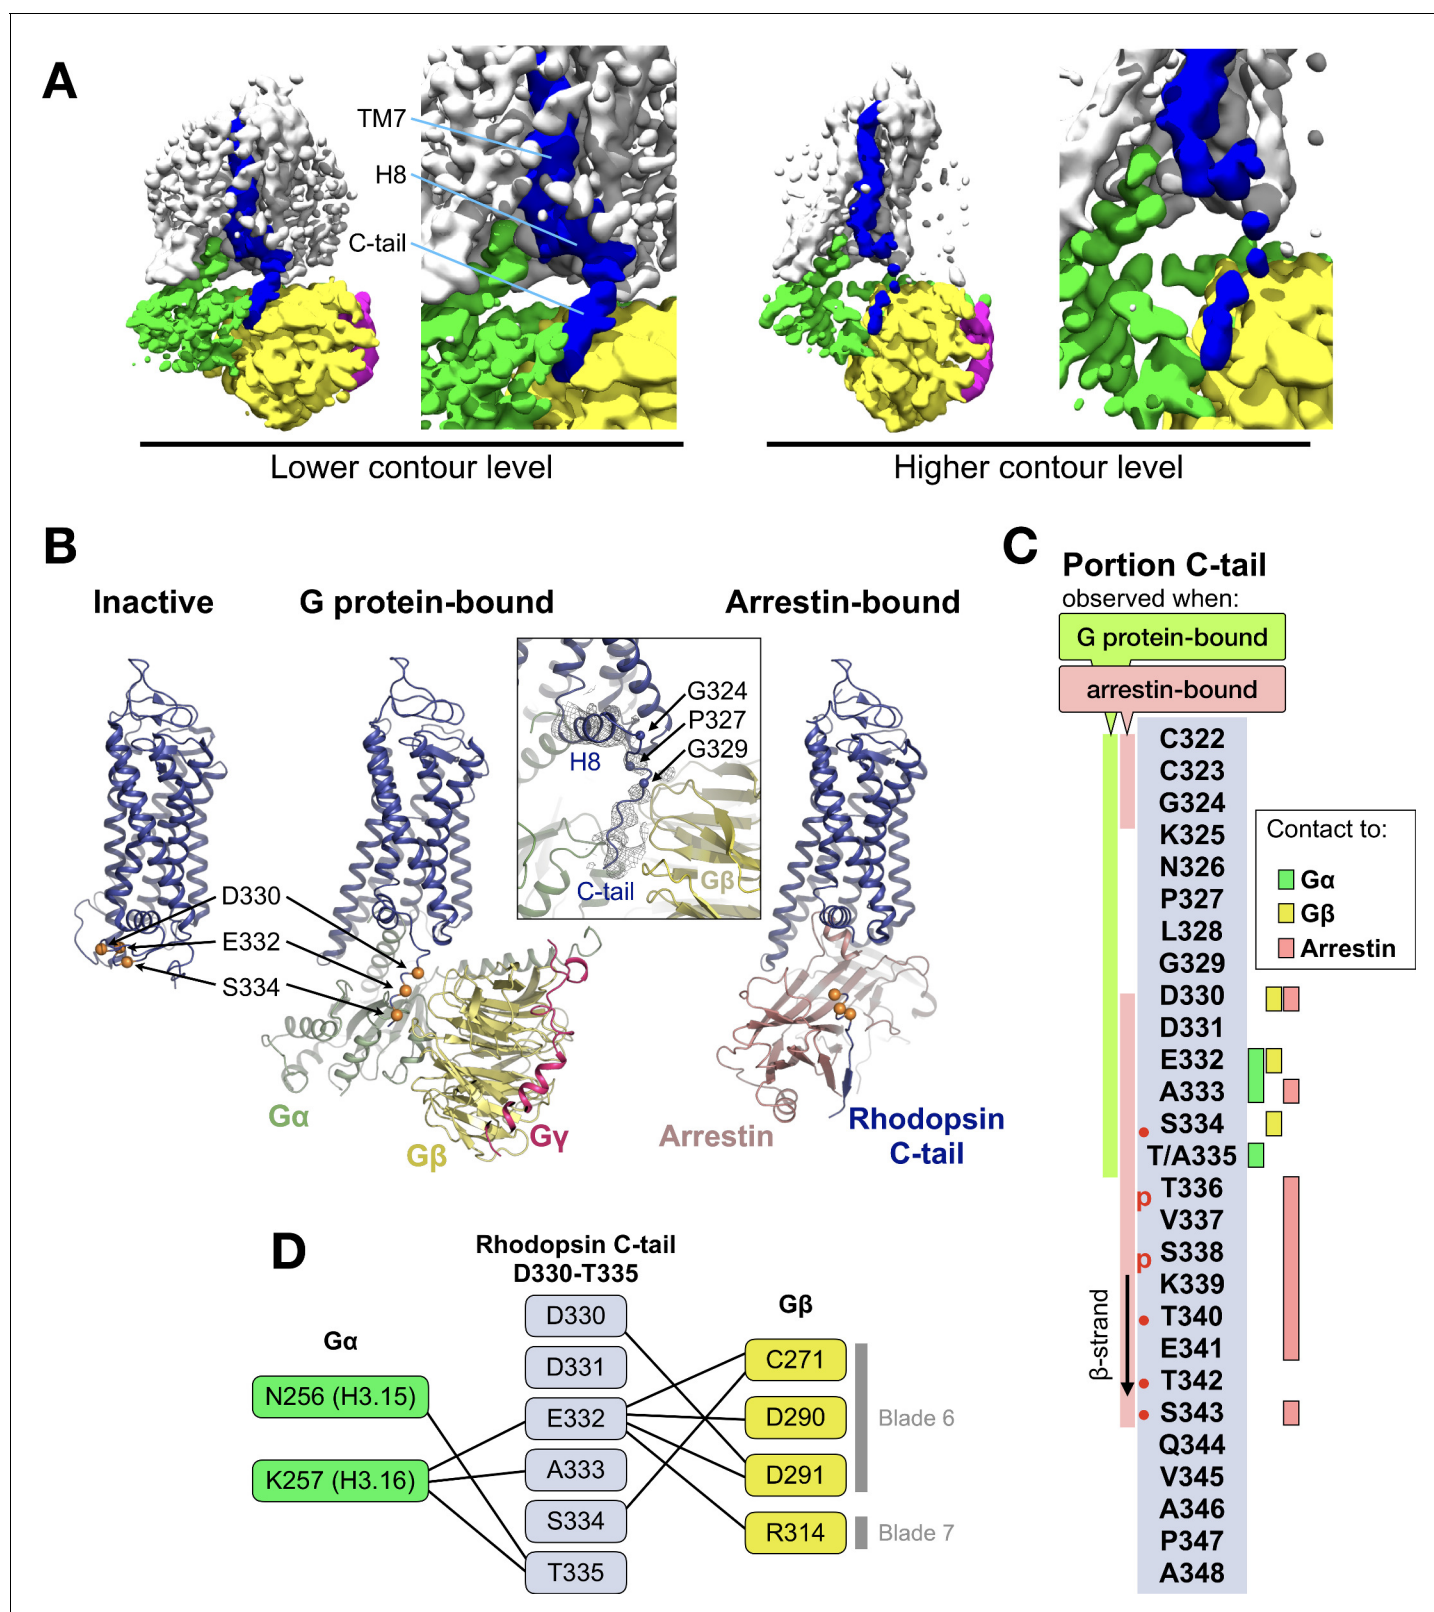 A
TM7
H8
C-tail
Lower contour level
Higher contour level
B
Inactive
G protein-bound
Arrestin-bound
G324
P327
G329
H8
C-tail
Gβ
D330
E332
S334
Gα
Gβ
Gγ
Arrestin
Rhodopsin
C-tail
C
Portion C-tail
observed when:
G protein-bound
arrestin-bound
C322
C323
G324
K325
N326
P327
L328
G329
D330
D331
E332
A333
S334
T/A335
p T336
V337
p S338
K339
T340
E341
T342
S343
Q344
V345
A346
P347
A348
β-strand
Contact to:
Gα
Gβ
Arrestin
D
Rhodopsin C-tail
D330-T335
Gα
Gβ
N256 (H3.15)
K257 (H3.16)
D330
D331
E332
A333
S334
T335
C271
D290
D291
R314
Blade 6
Blade 7